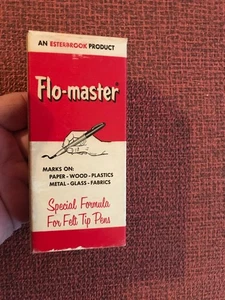 AN ESTERBROOK PRODUCT
Flo-master®
MARKS ON:
PAPER - WOOD - PLASTICS
METAL - GLASS - FABRICS
Special Formula
For Felt Tip Pens